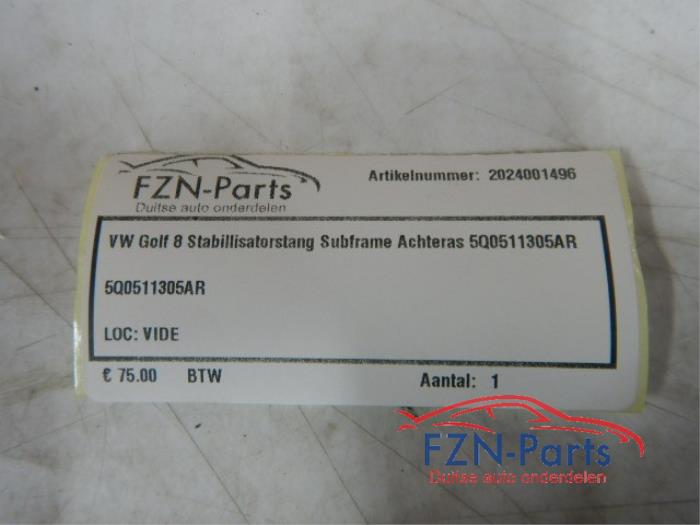 FZN-Parts
Duitse auto onderdelen
Artikelnummer: 2024001496
VW Golf 8 Stabillisatorstang Subframe Achteras 5Q0511305AR
5Q0511305AR
LOC: VIDE
€ 75.00 BTW Aantal: 1
FZN-Parts
Duitse auto onderdelen